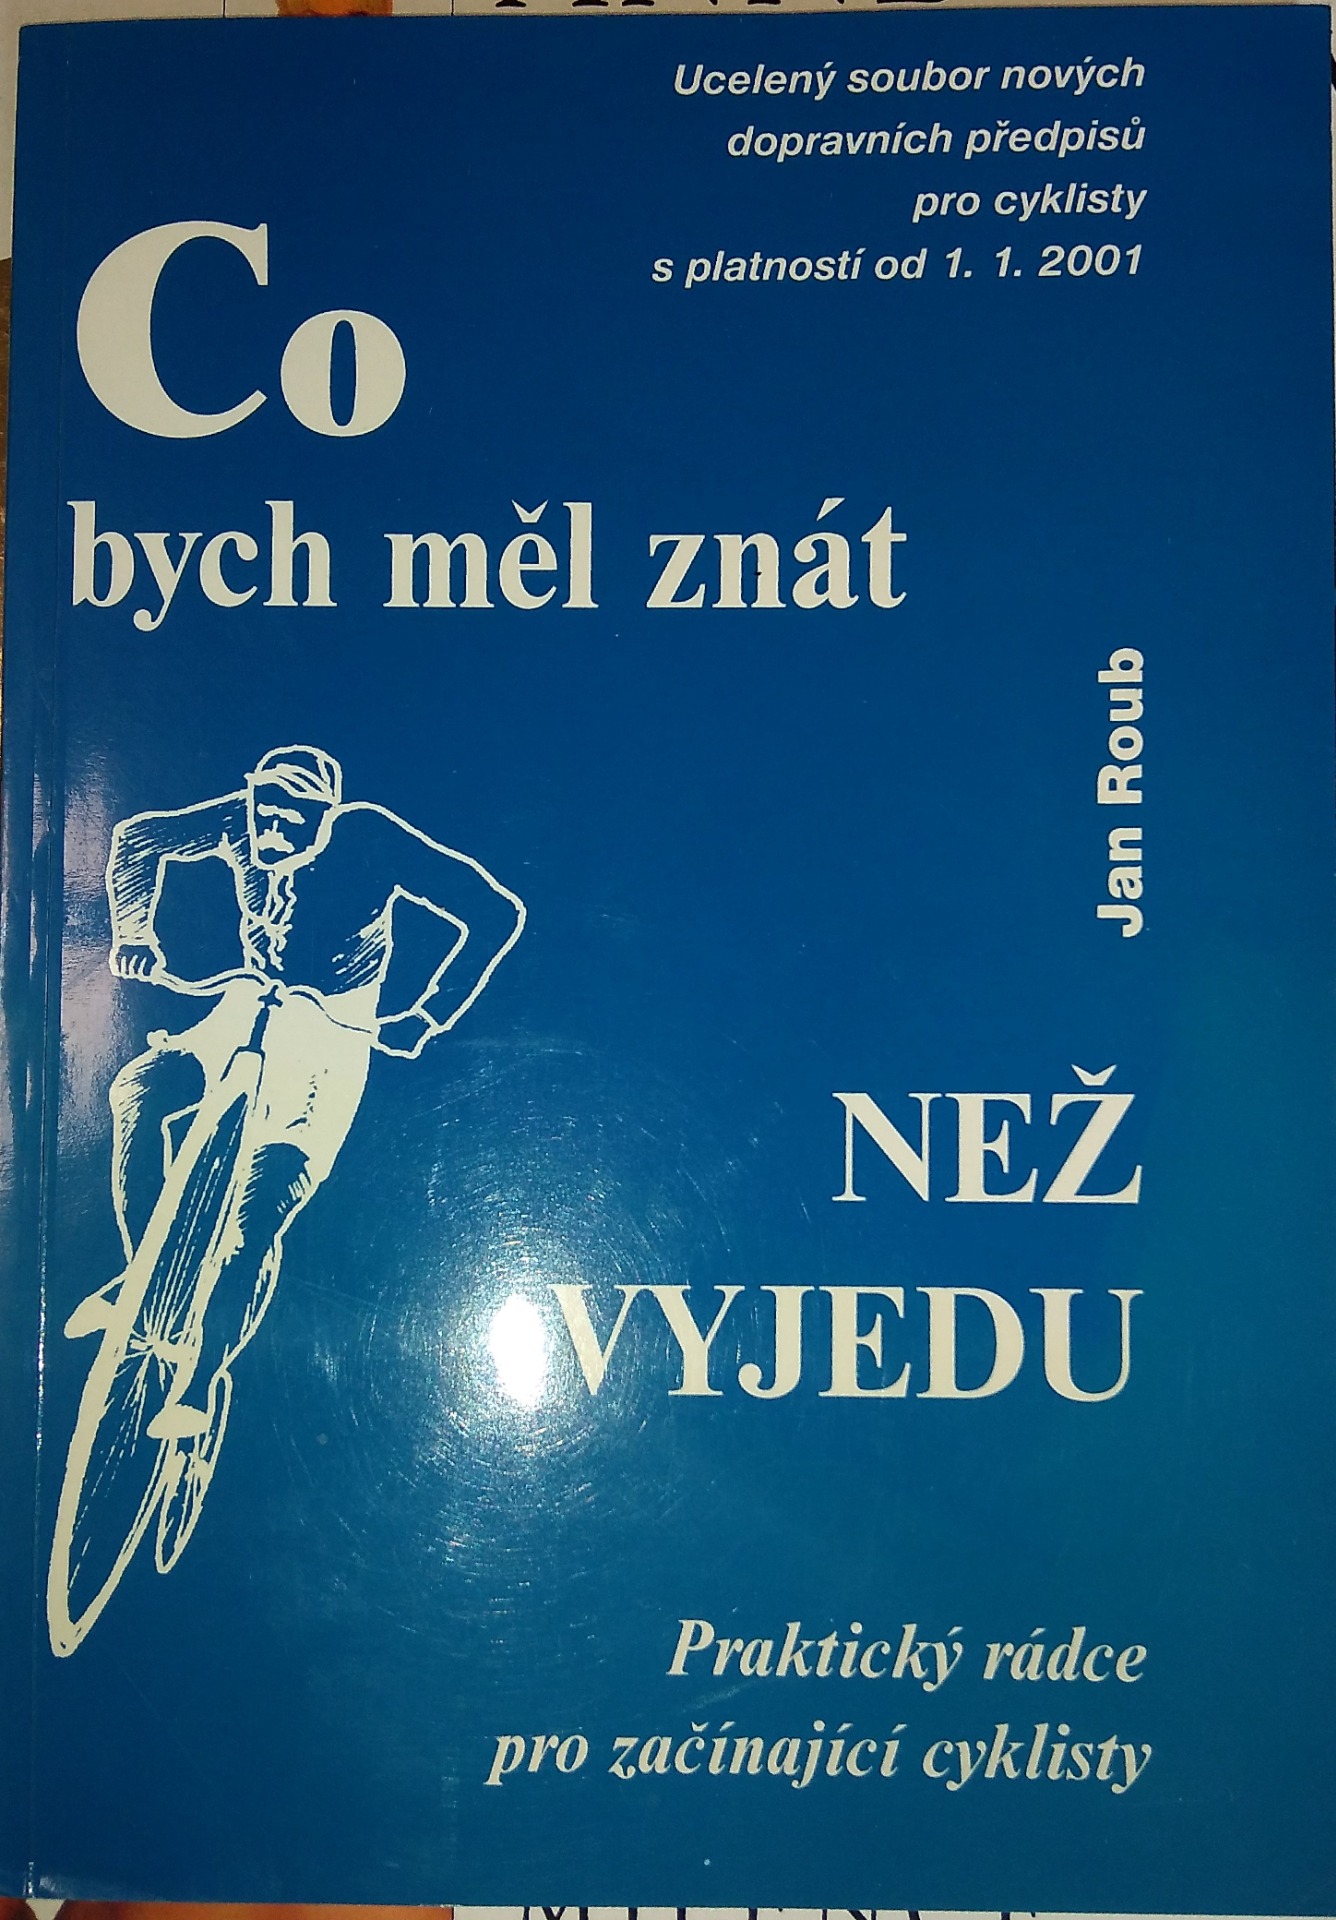 Ucelený soubor nových
dopravních předpisů
pro cyklisty
s platností od 1. 1. 2001
Co
bych měl znát
Jan Roub
NEŽ
VYJEDU
Praktický rádce
pro začínající cyklisty